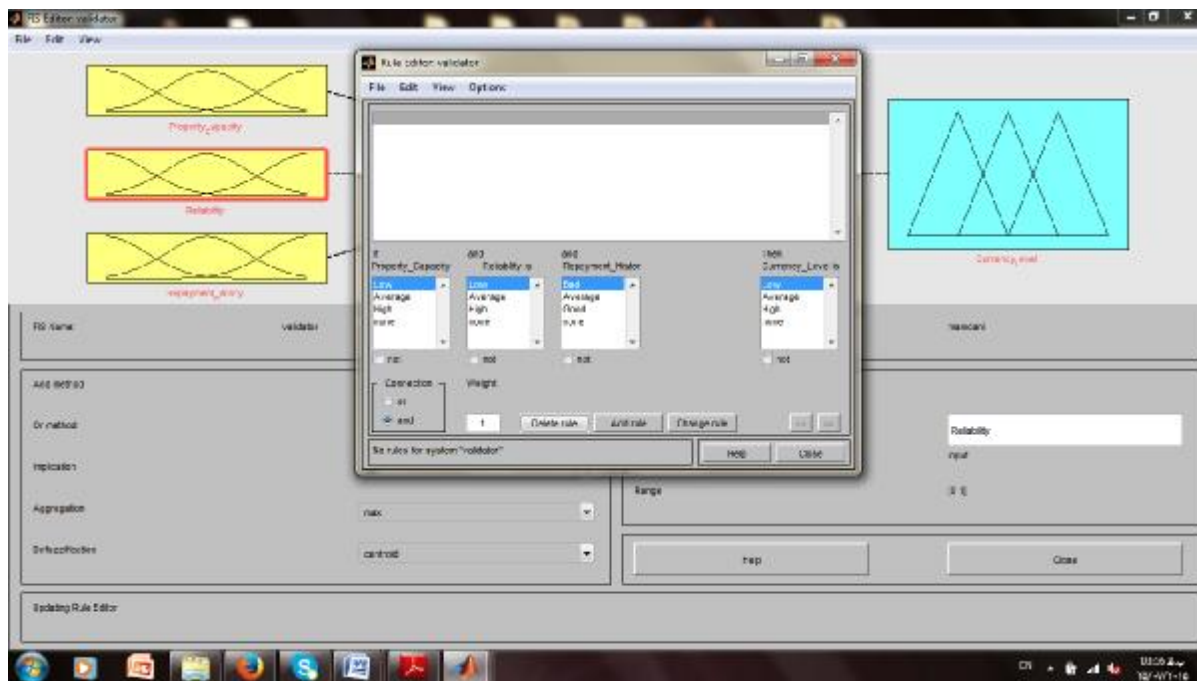 FIS Editor: validator
File Edit View
Property_capacity
Reliability
repayment_history
Currency_level
FIS Name: validator
mamdani
And method
Or method
Implication
Aggregation
max
Defuzzification
centroid
Reliability
input
Range
Help
Close
Updating Rule Editor
Rule Editor: validator
File Edit View Options
If
and
and
Then
Property_Capacity
Reliability is
Repayment_Histor
Currency_Level is
Low
Average
High
none
Low
Average
High
none
Bad
Average
Good
none
Low
Average
High
none
not
not
not
not
Connection
or
and
Weight:
1
Delete rule
Add rule
Change rule
<<
>>
No rules for system "validator"
Help
Close
EN